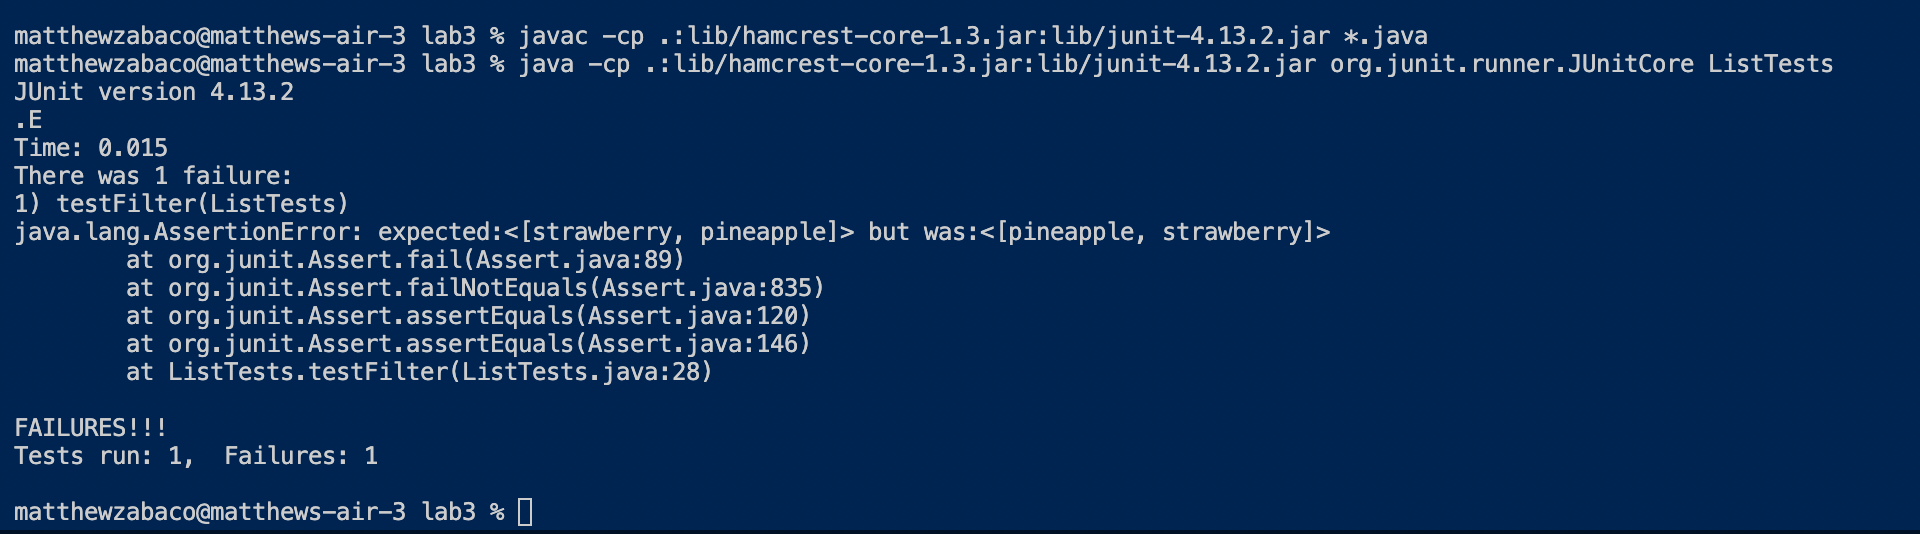 matthewzabaco@matthews-air-3 lab3 % javac -cp .:lib/hamcrest-core-1.3.jar:lib/junit-4.13.2.jar *.java
matthewzabaco@matthews-air-3 lab3 % java -cp .:lib/hamcrest-core-1.3.jar:lib/junit-4.13.2.jar org.junit.runner.JUnitCore ListTests
JUnit version 4.13.2
.E
Time: 0.015
There was 1 failure:
1) testFilter(ListTests)
java.lang.AssertionError: expected:<[strawberry, pineapple]> but was:<[pineapple, strawberry]>
        at org.junit.Assert.fail(Assert.java:89)
        at org.junit.Assert.failNotEquals(Assert.java:835)
        at org.junit.Assert.assertEquals(Assert.java:120)
        at org.junit.Assert.assertEquals(Assert.java:146)
        at ListTests.testFilter(ListTests.java:28)
FAILURES!!!
Tests run: 1,  Failures: 1
matthewzabaco@matthews-air-3 lab3 %